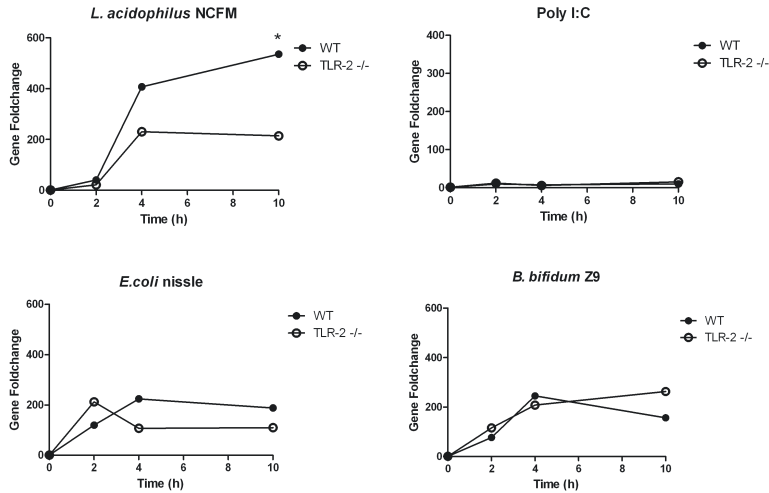 L. acidophilus NCFM
600
400
200
0
Gene Foldchange
0 2 4 6 8 10
Time (h)
*
WT
TLR-2 -/-
Poly I:C
400
300
200
100
0
Gene Foldchange
0 2 4 6 8 10
Time (h)
WT
TLR-2 -/-
E.coli nissle
600
400
200
0
Gene Foldchange
0 2 4 6 8 10
Time (h)
WT
TLR-2 -/-
B. bifidum Z9
600
400
200
0
Gene Foldchange
0 2 4 6 8 10
Time (h)
WT
TLR-2 -/-